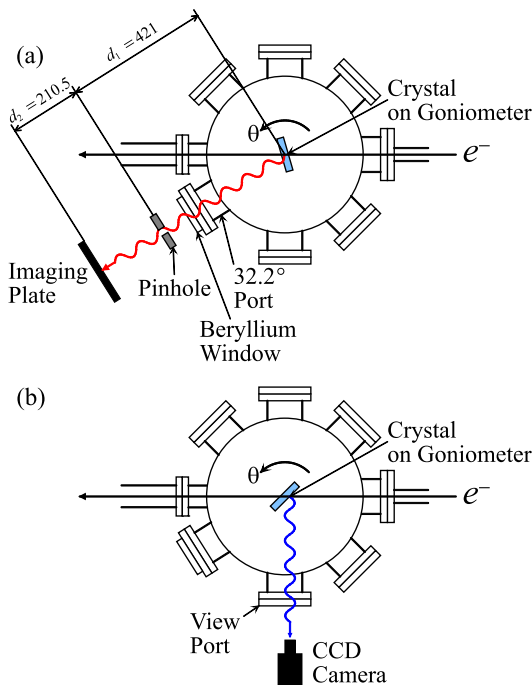 (a)
d₁=421
d₂=210.5
Crystal
on Goniometer
θ
e⁻
Imaging
Plate
Pinhole
32.2°
Port
Beryllium
Window
(b)
Crystal
on Goniometer
θ
e⁻
View
Port
CCD
Camera